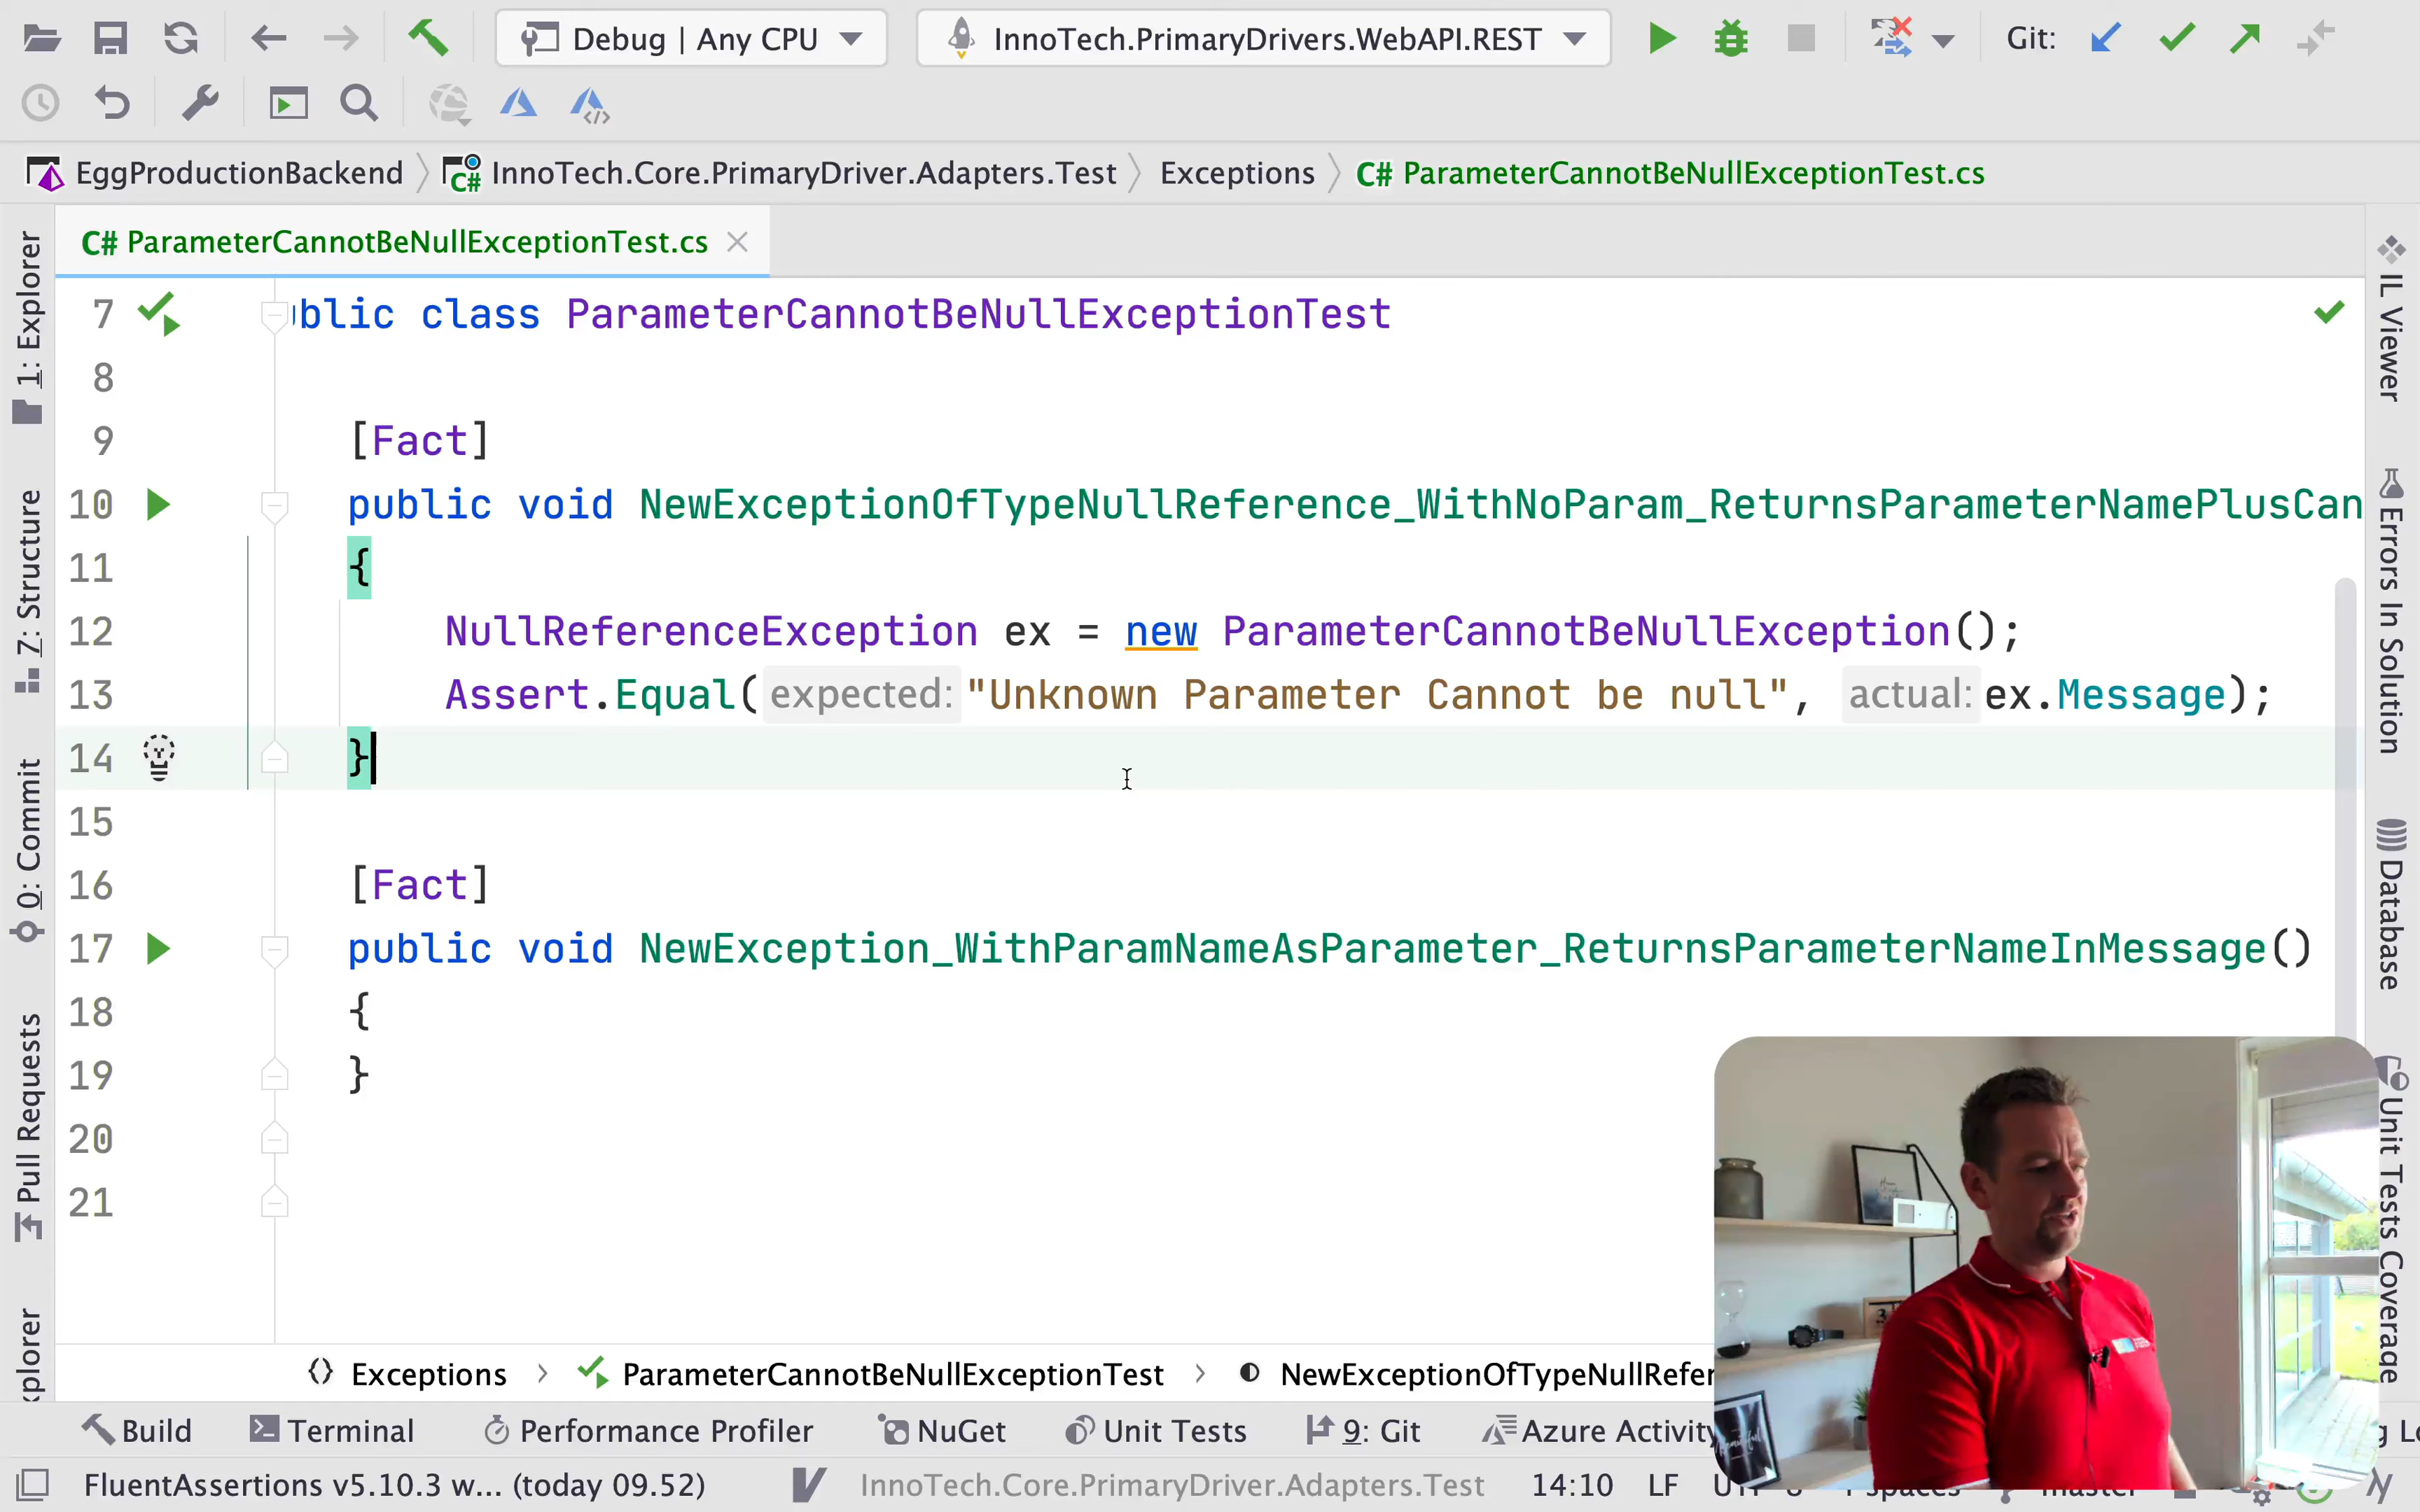 Debug | Any CPU
InnoTech.PrimaryDrivers.WebAPI.REST
Git:
EggProductionBackend
InnoTech.Core.PrimaryDriver.Adapters.Test
Exceptions
C# ParameterCannotBeNullExceptionTest.cs
C# ParameterCannotBeNullExceptionTest.cs
7 ublic class ParameterCannotBeNullExceptionTest
8
9 [Fact]
10 public void NewExceptionOfTypeNullReference_WithNoParam_ReturnsParameterNamePlusCan
11 {
12 NullReferenceException ex = new ParameterCannotBeNullException();
13 Assert.Equal( expected: "Unknown Parameter Cannot be null", actual: ex.Message);
14 }
15
16 [Fact]
17 public void NewException_WithParamNameAsParameter_ReturnsParameterNameInMessage()
18 {
19 }
20
21
1: Explorer
7: Structure
0: Commit
Pull Requests
xplorer
IL Viewer
Errors In Solution
Database
Unit Tests Coverage
Exceptions
ParameterCannotBeNullExceptionTest
NewExceptionOfTypeNullRefer
Build
Terminal
Performance Profiler
NuGet
Unit Tests
9: Git
Azure Activity
FluentAssertions v5.10.3 w... (today 09.52)
InnoTech.Core.PrimaryDriver.Adapters.Test
14:10
LF